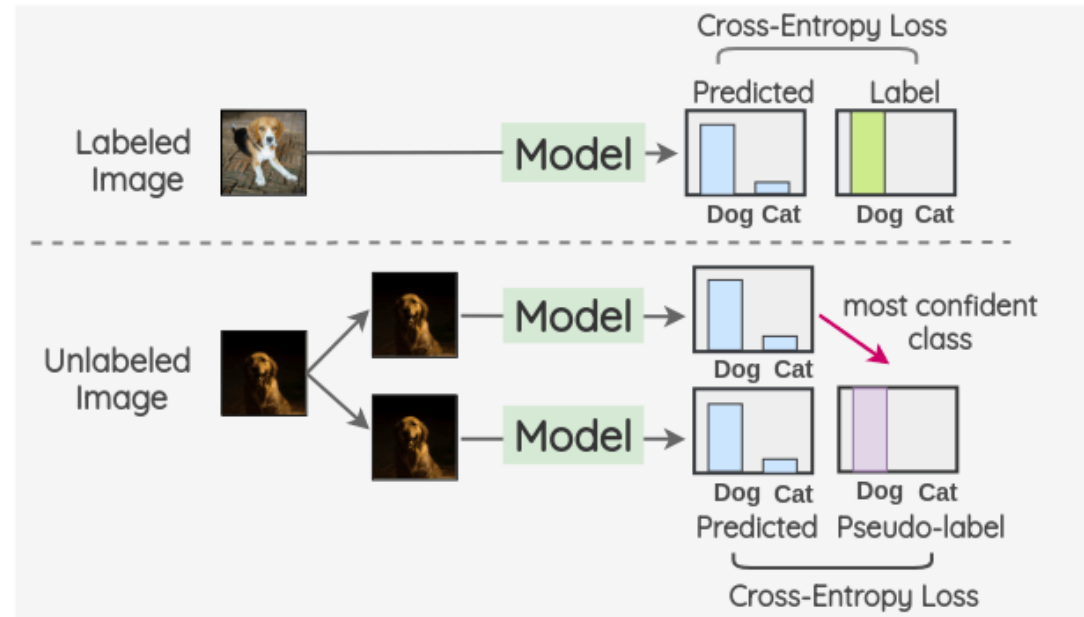 Cross-Entropy Loss
Predicted Label
Labeled
Image
Model
Dog Cat Dog Cat
Unlabeled
Image
Model
most confident
class
Dog Cat
Model
Dog Cat Dog Cat
Predicted Pseudo-label
Cross-Entropy Loss